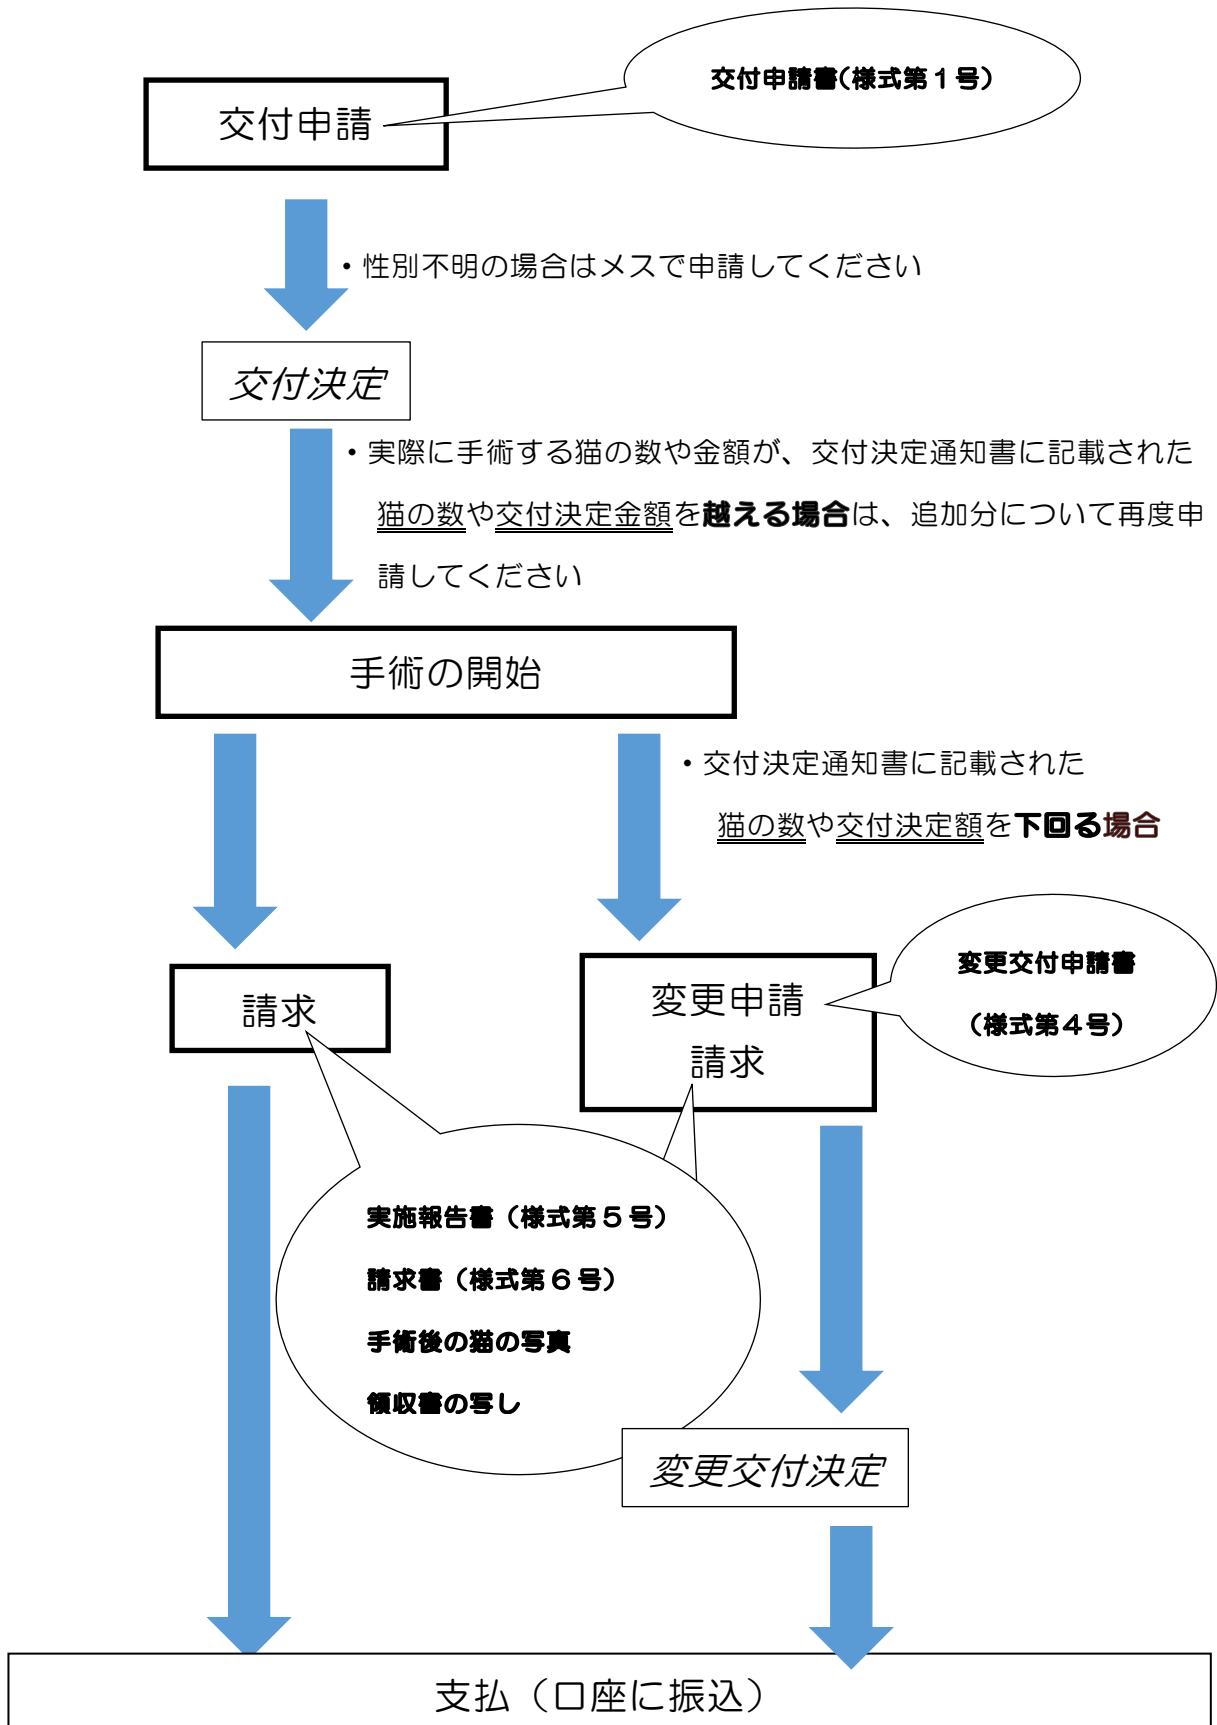 交付申請書(様式第１号)
交付申請
・性別不明の場合はメスで申請してください
交付決定
・実際に手術する猫の数や金額が、交付決定通知書に記載された
猫の数や交付決定金額を越える場合は、追加分について再度申
請してください
手術の開始
・交付決定通知書に記載された
猫の数や交付決定額を下回る場合
請求
変更申請
請求
変更交付申請書
（様式第４号）
実施報告書（様式第５号）
請求書（様式第６号）
手術後の猫の写真
領収書の写し
変更交付決定
支払（口座に振込）